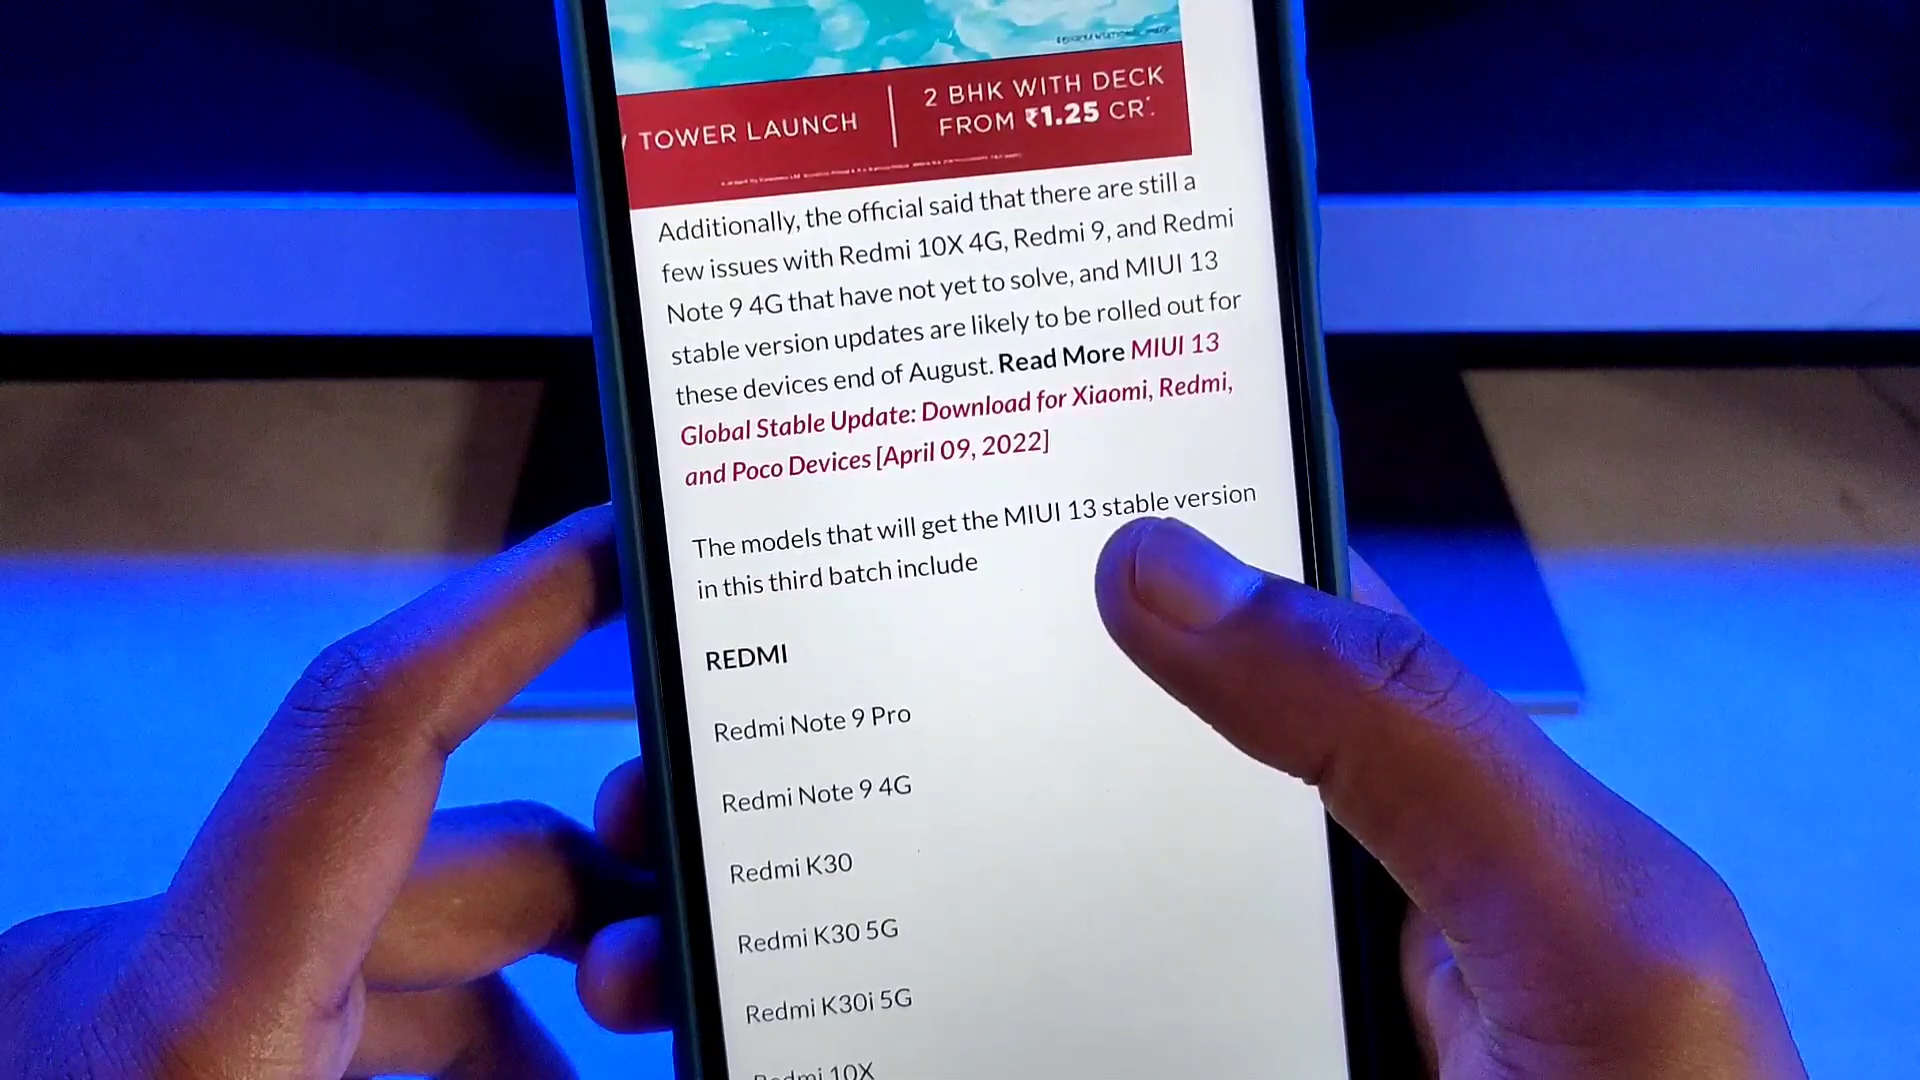 TOWER LAUNCH
2 BHK WITH DECK
FROM ₹1.25 CR*.
Additionally, the official said that there are still a
few issues with Redmi 10X 4G, Redmi 9, and Redmi
Note 9 4G that have not yet to solve, and MIUI 13
stable version updates are likely to be rolled out for
these devices end of August. Read More MIUI 13
Global Stable Update: Download for Xiaomi, Redmi,
and Poco Devices [April 09, 2022]
The models that will get the MIUI 13 stable version
in this third batch include
REDMI
Redmi Note 9 Pro
Redmi Note 9 4G
Redmi K30
Redmi K30 5G
Redmi K30i 5G
Redmi 10X